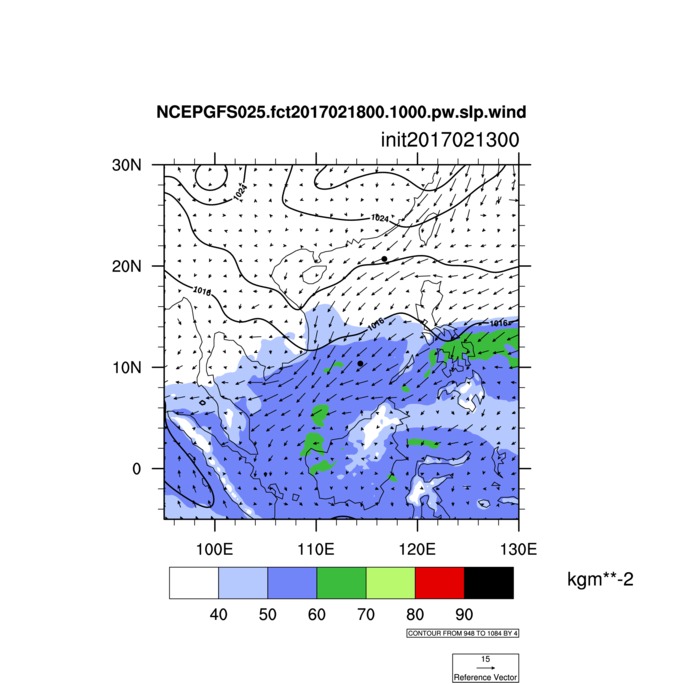 NCEPGFS025.fct2017021800.1000.pw.slp.wind
init2017021300
30N
1024
1024
20N
1016
1016
1016
10N
0
100E 110E 120E 130E
kgm**-2
40 50 60 70 80 90
CONTOUR FROM 948 TO 1084 BY 4
15
Reference Vector